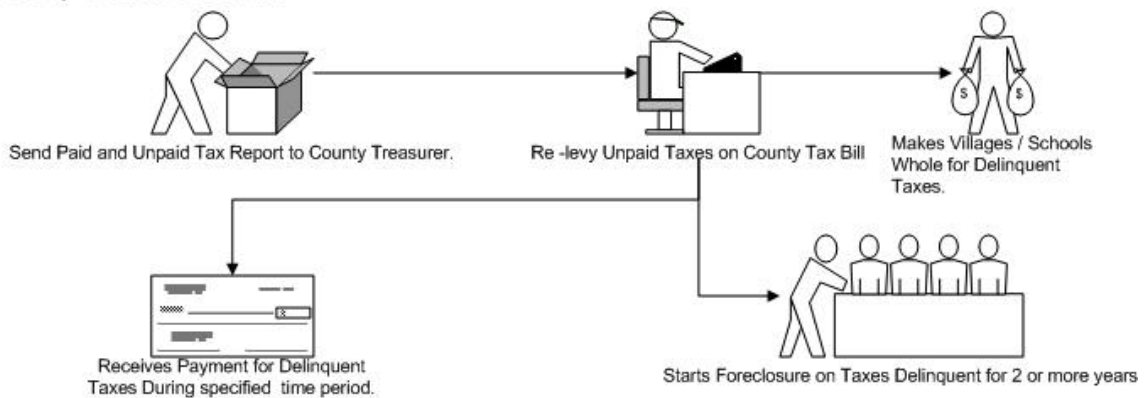 Send Paid and Unpaid Tax Report to County Treasurer.
Re -levy Unpaid Taxes on County Tax Bill
Makes Villages / Schools
Whole for Delinquent
Taxes.
$ $
$
Receives Payment for Delinquent
Taxes During specified time period.
Starts Foreclosure on Taxes Delinquent for 2 or more years